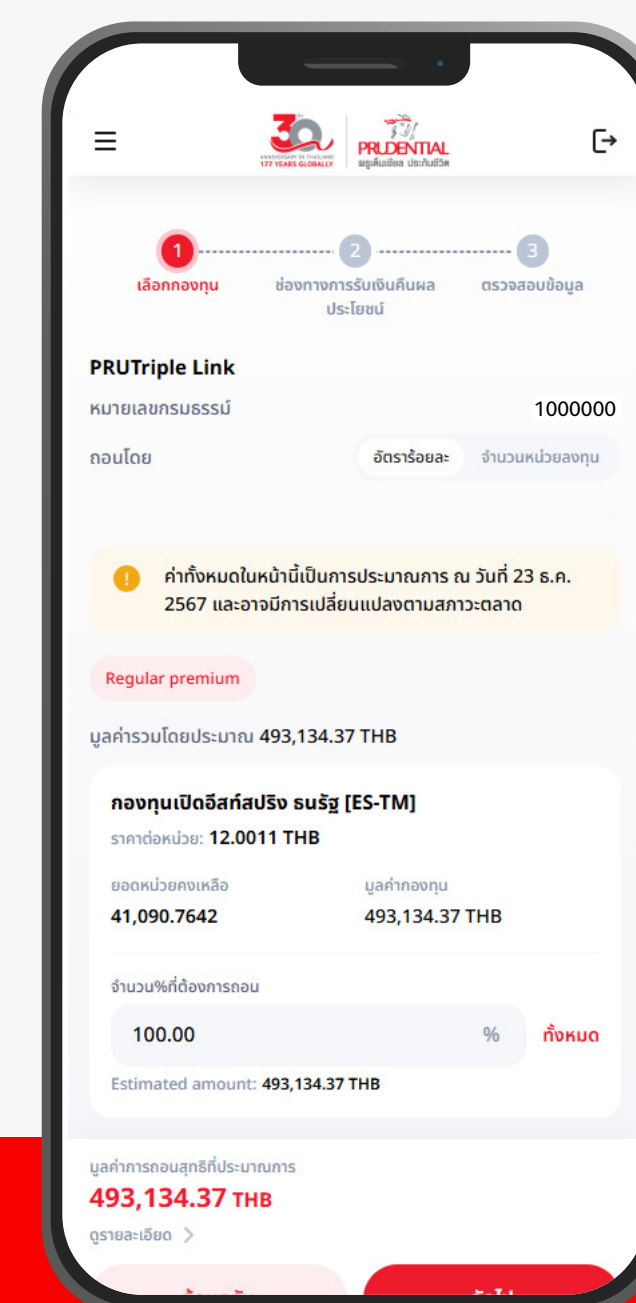 30TH
ANNIVERSARY IN THAILAND
177 YEARS GLOBALLY
PRUDENTIAL
พรูเด็นเชียล ประกันชีวิต
1 2 3
เลือกกองทุน ช่องทางการรับเงินคืนผล ตรวจสอบข้อมูล
ประโยชน์
PRUTriple Link
หมายเลขกรมธรรม์ 1000000
ถอนโดย อัตราร้อยละ จำนวนหน่วยลงทุน
! ค่าทั้งหมดในหน้านี้เป็นการประมาณการ ณ วันที่ 23 ธ.ค.
2567 และอาจมีการเปลี่ยนแปลงตามสภาวะตลาด
Regular premium
มูลค่ารวมโดยประมาณ 493,134.37 THB
กองทุนเปิดอีสท์สปริง ธนรัฐ [ES-TM]
ราคาต่อหน่วย: 12.0011 THB
ยอดหน่วยคงเหลือ มูลค่ากองทุน
41,090.7642 493,134.37 THB
จำนวน%ที่ต้องการถอน
100.00 % ทั้งหมด
Estimated amount: 493,134.37 THB
มูลค่าการถอนสุทธิที่ประมาณการ
493,134.37 THB
ดูรายละเอียด